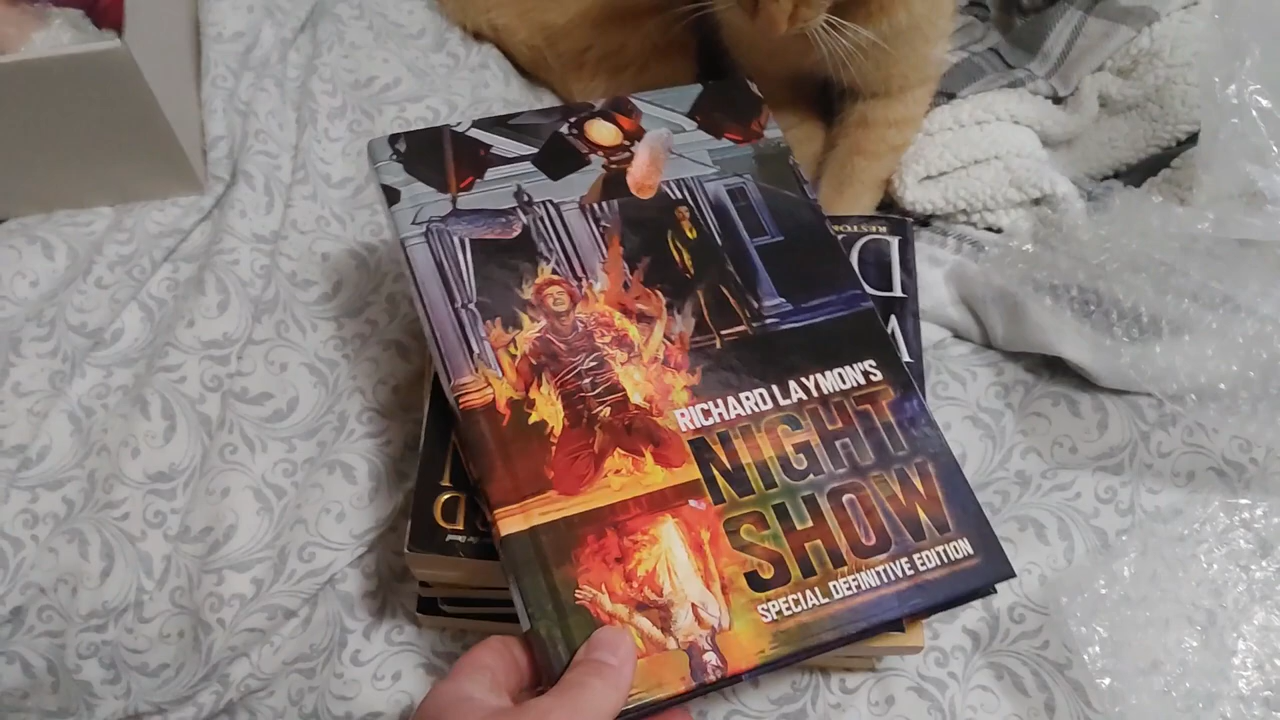 RICHARD LAYMON'S
NIGHT
SHOW
SPECIAL DEFINITIVE EDITION
D
D